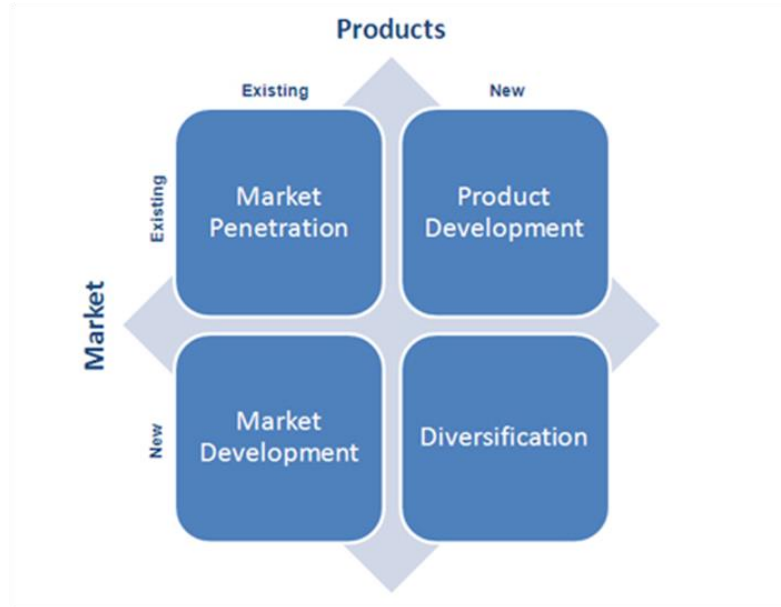 Products
Existing
New
Market
Existing
Market
Penetration
Product
Development
New
Market
Development
Diversification